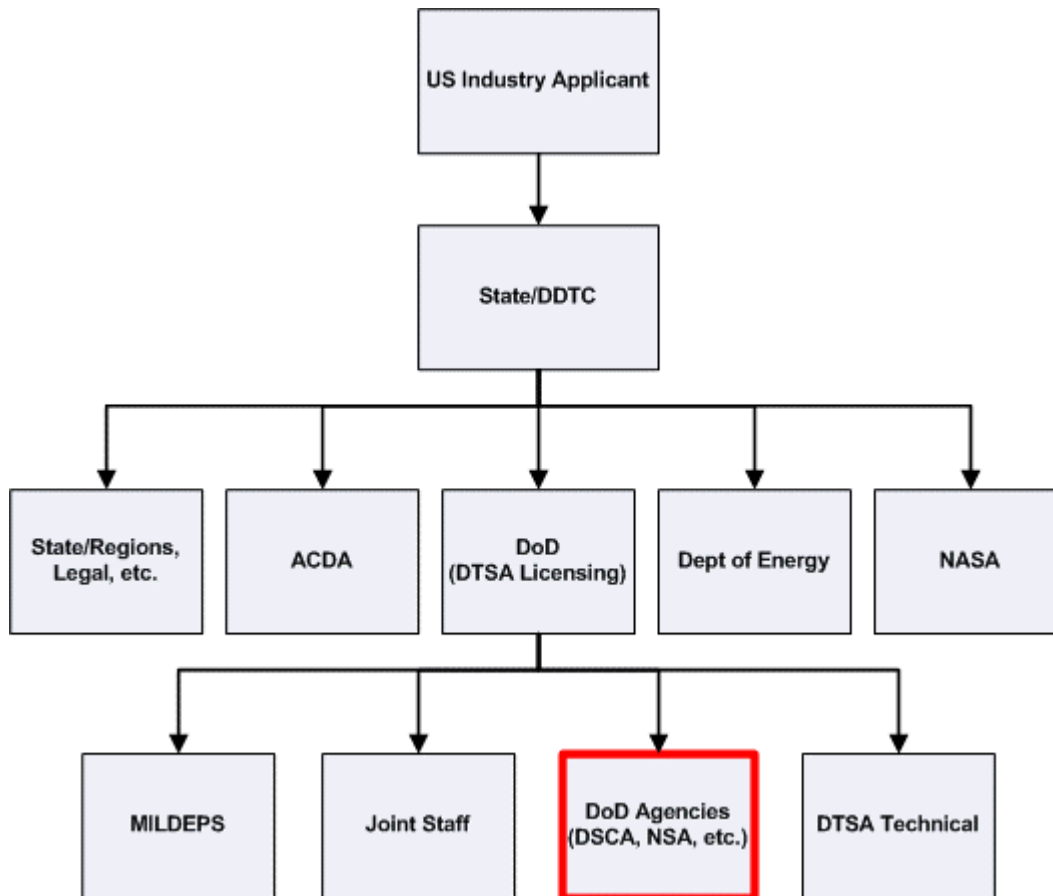 US Industry Applicant
State/DDTC
State/Regions,
Legal, etc.
ACDA
DoD
(DTSA Licensing)
Dept of Energy
NASA
MILDEPS
Joint Staff
DoD Agencies
(DSCA, NSA, etc.)
DTSA Technical